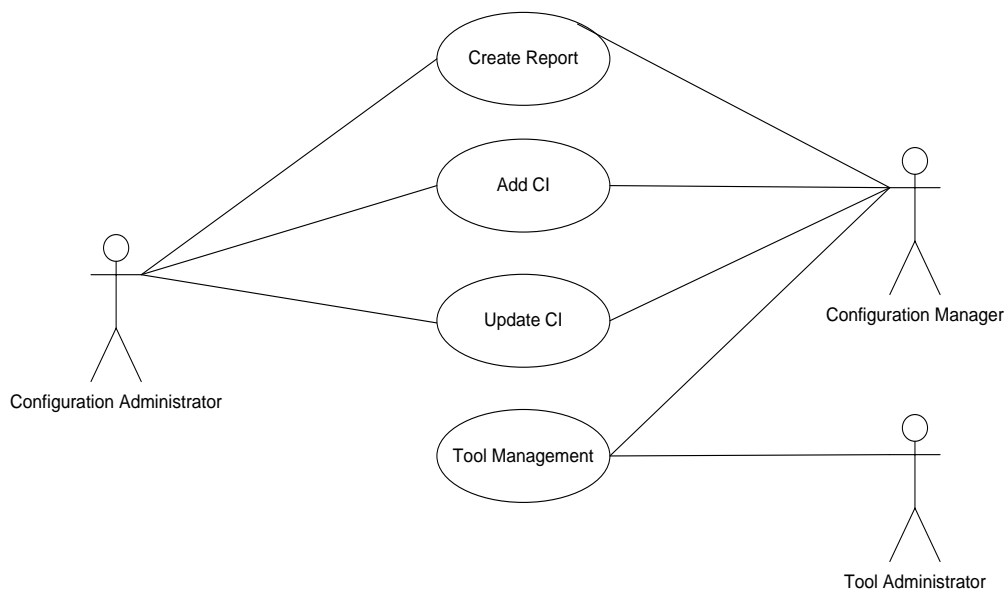 Create Report
Add CI
Update CI
Configuration Manager
Configuration Administrator
Tool Management
Tool Administrator